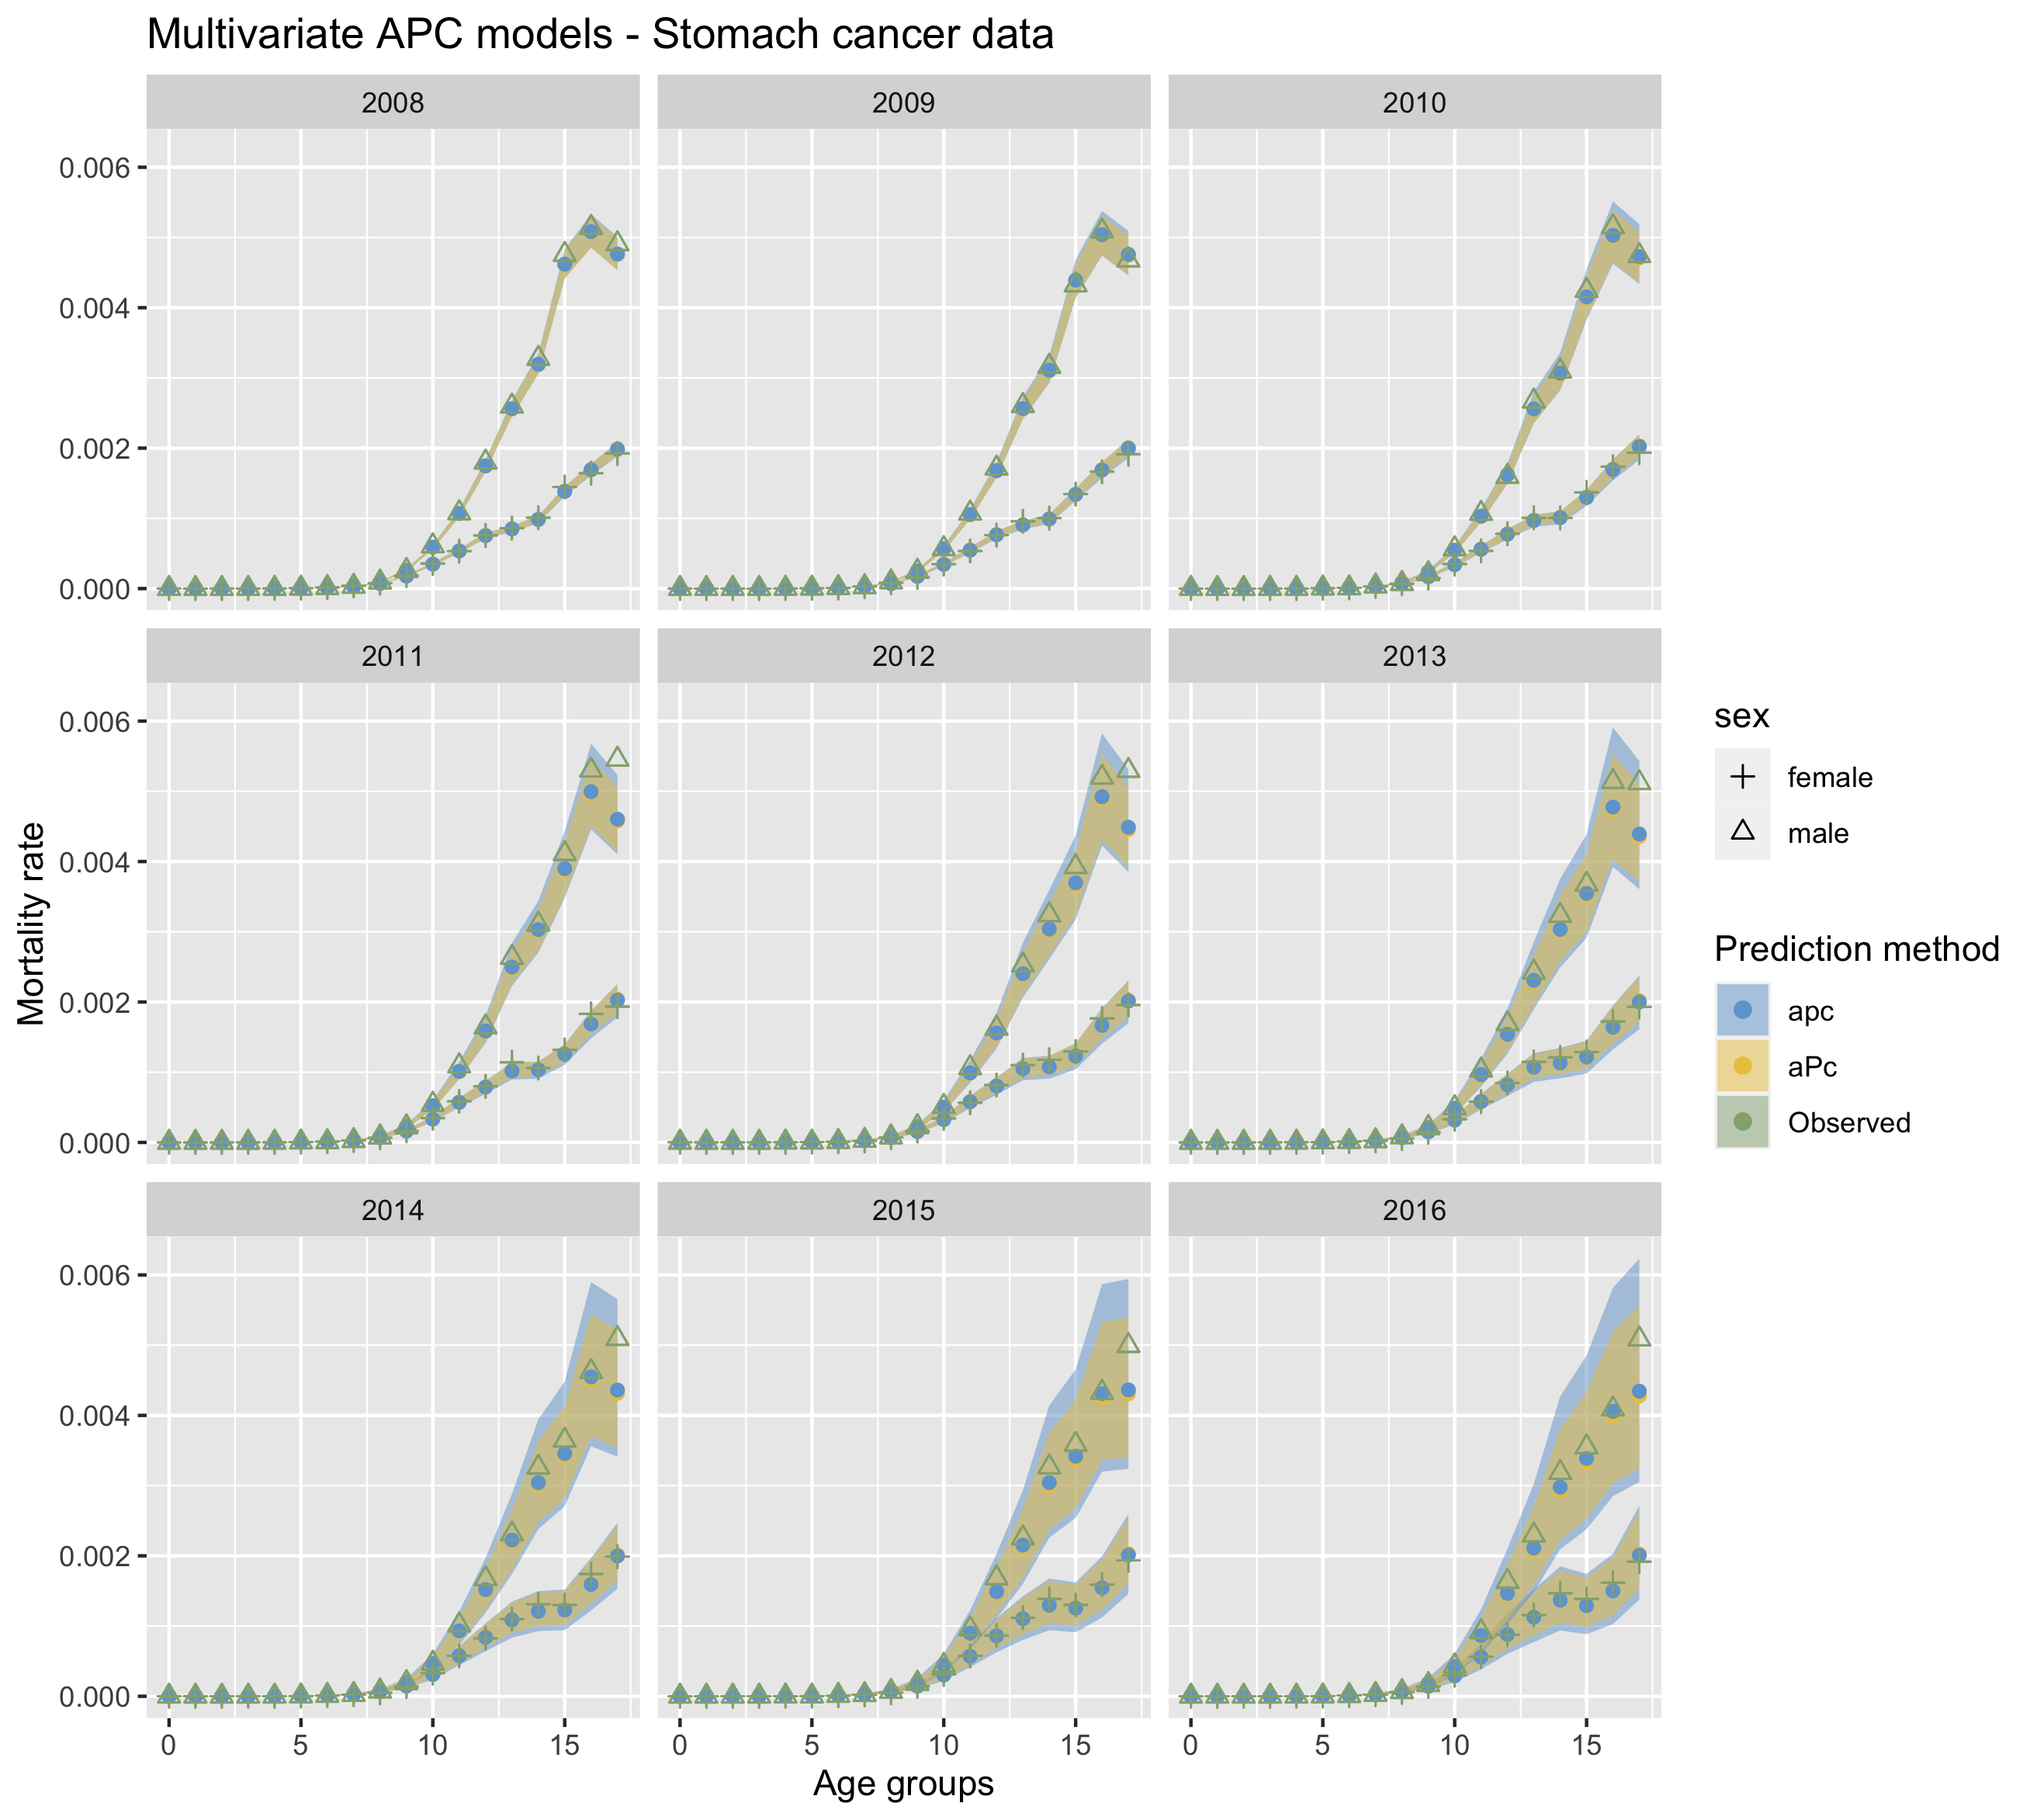 Multivariate APC models - Stomach cancer data
2008 2009 2010
0.006
0.004
0.002
0.000
2011 2012 2013
0.006
0.004
0.002
0.000
2014 2015 2016
0.006
0.004
0.002
0.000
0 5 10 15 0 5 10 15 0 5 10 15
Age groups
Mortality rate
sex
female
male
Prediction method
apc
aPc
Observed